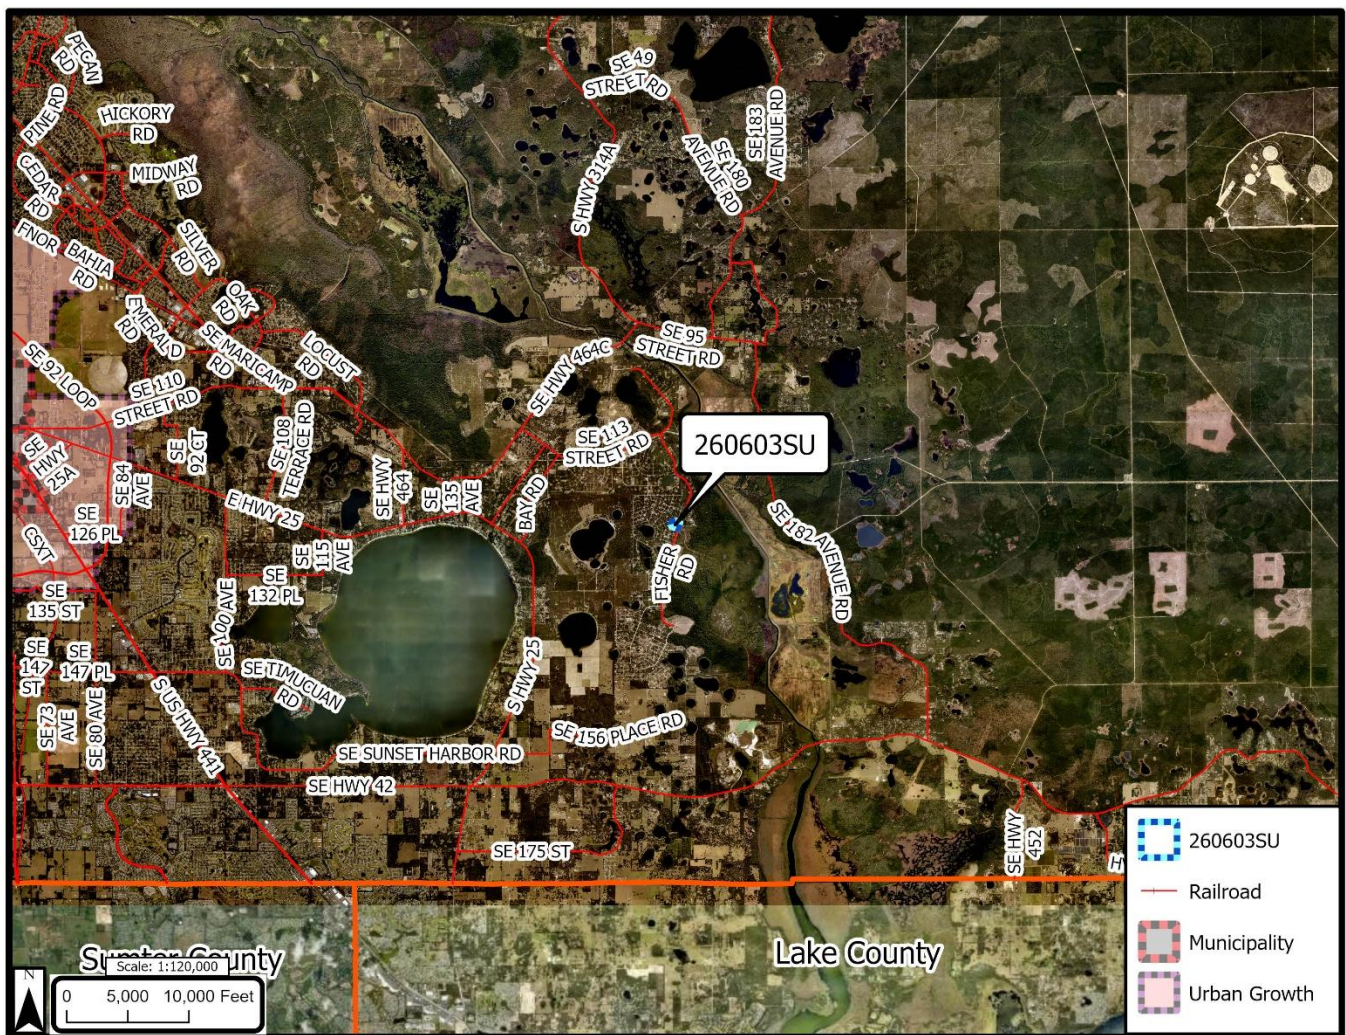 PECAN
RD
PINE RD
HICKORY
RD
CEDAR
RD
MIDWAY
RD
FNOR
RD
BAHIA
RD
SILVER
RD
OAK
RD
EMERALD
RD
SE MARICAMP
RD
LOCUST
RD
SE 92 LOOP
SE 110
STREET RD
SE
HWY
25A
SE 84
AVE
SE
92 CT
SE 108
TERRACE RD
SE HWY
464
SE
135
AVE
E HWY 25
CSXT
SE
126 PL
SE
115
AVE
SE
132 PL
SE
135 ST
SE 100 AVE
SE
147
ST
SE
147 PL
SE 73
AVE
SE 80 AVE
S US HWY 441
SE TIMUCUAN
RD
SE SUNSET HARBOR RD
SE HWY 42
S HWY 25
SE 156 PLACE RD
SE 175 ST
SE 49
STREET RD
S HWY 314A
SE 180
AVENUE RD
SE 183
AVENUE RD
SE 95
STREET RD
SE HWY 464C
SE 113
STREET RD
BAY RD
260603SU
FISHER
RD
SE 182 AVENUE RD
SE HWY
452
H
Sumter County
Lake County
N
Scale: 1:120,000
0 5,000 10,000 Feet
260603SU
Railroad
Municipality
Urban Growth